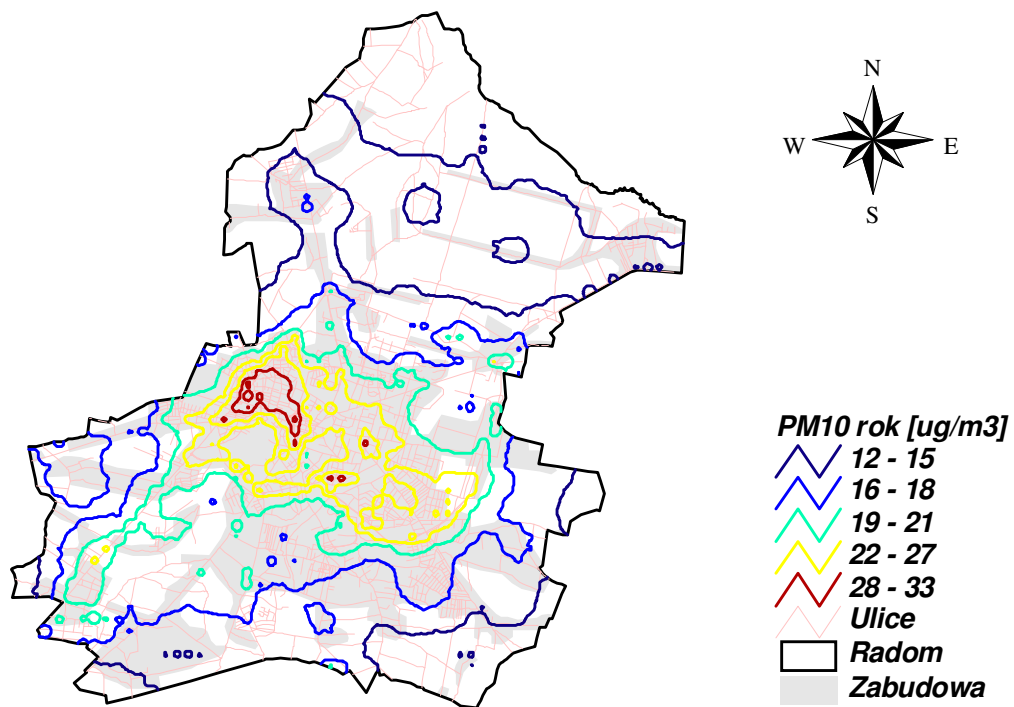 N
W E
S
PM10 rok [ug/m3]
12 - 15
16 - 18
19 - 21
22 - 27
28 - 33
Ulice
Radom
Zabudowa